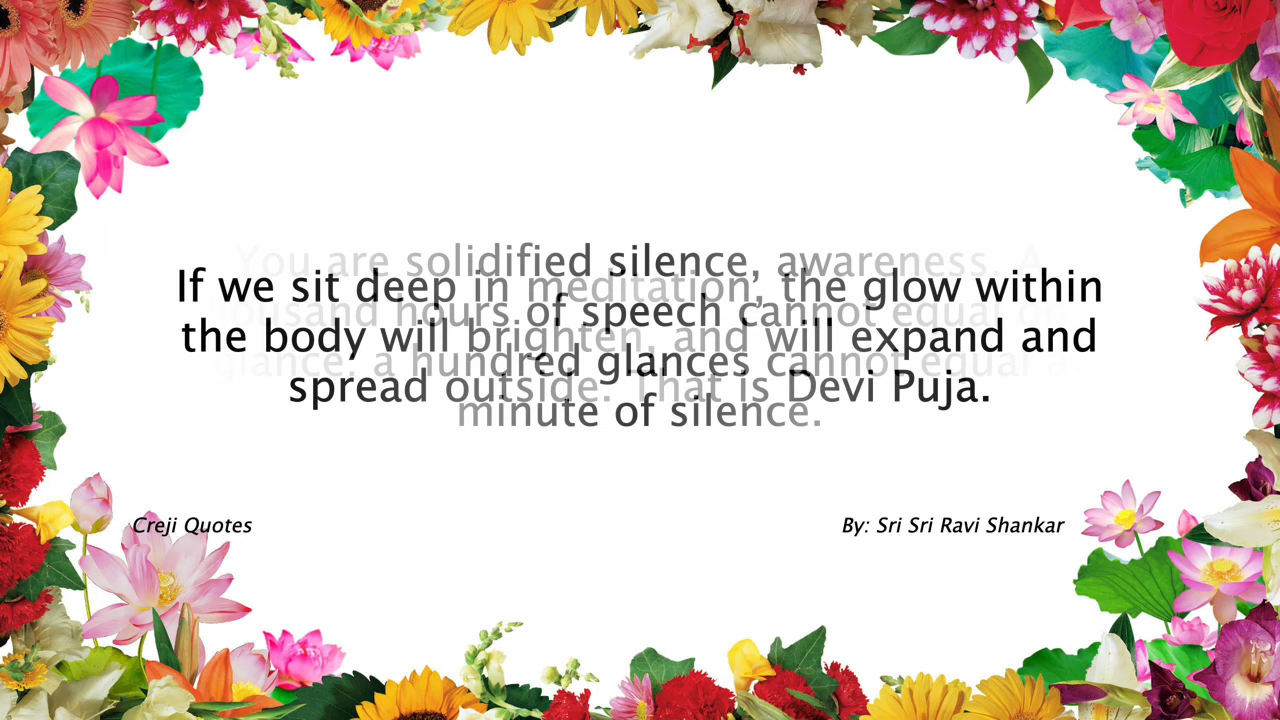 You are solidified silence, awareness. A
If we sit deep in meditation, the glow within
hours of speech cannot equal
the body will brighten, and will expand and
glance. a hundred glances cannot equal a
spread outside. That is Devi Puja.
minute of silence.
Creji Quotes
By: Sri Sri Ravi Shankar